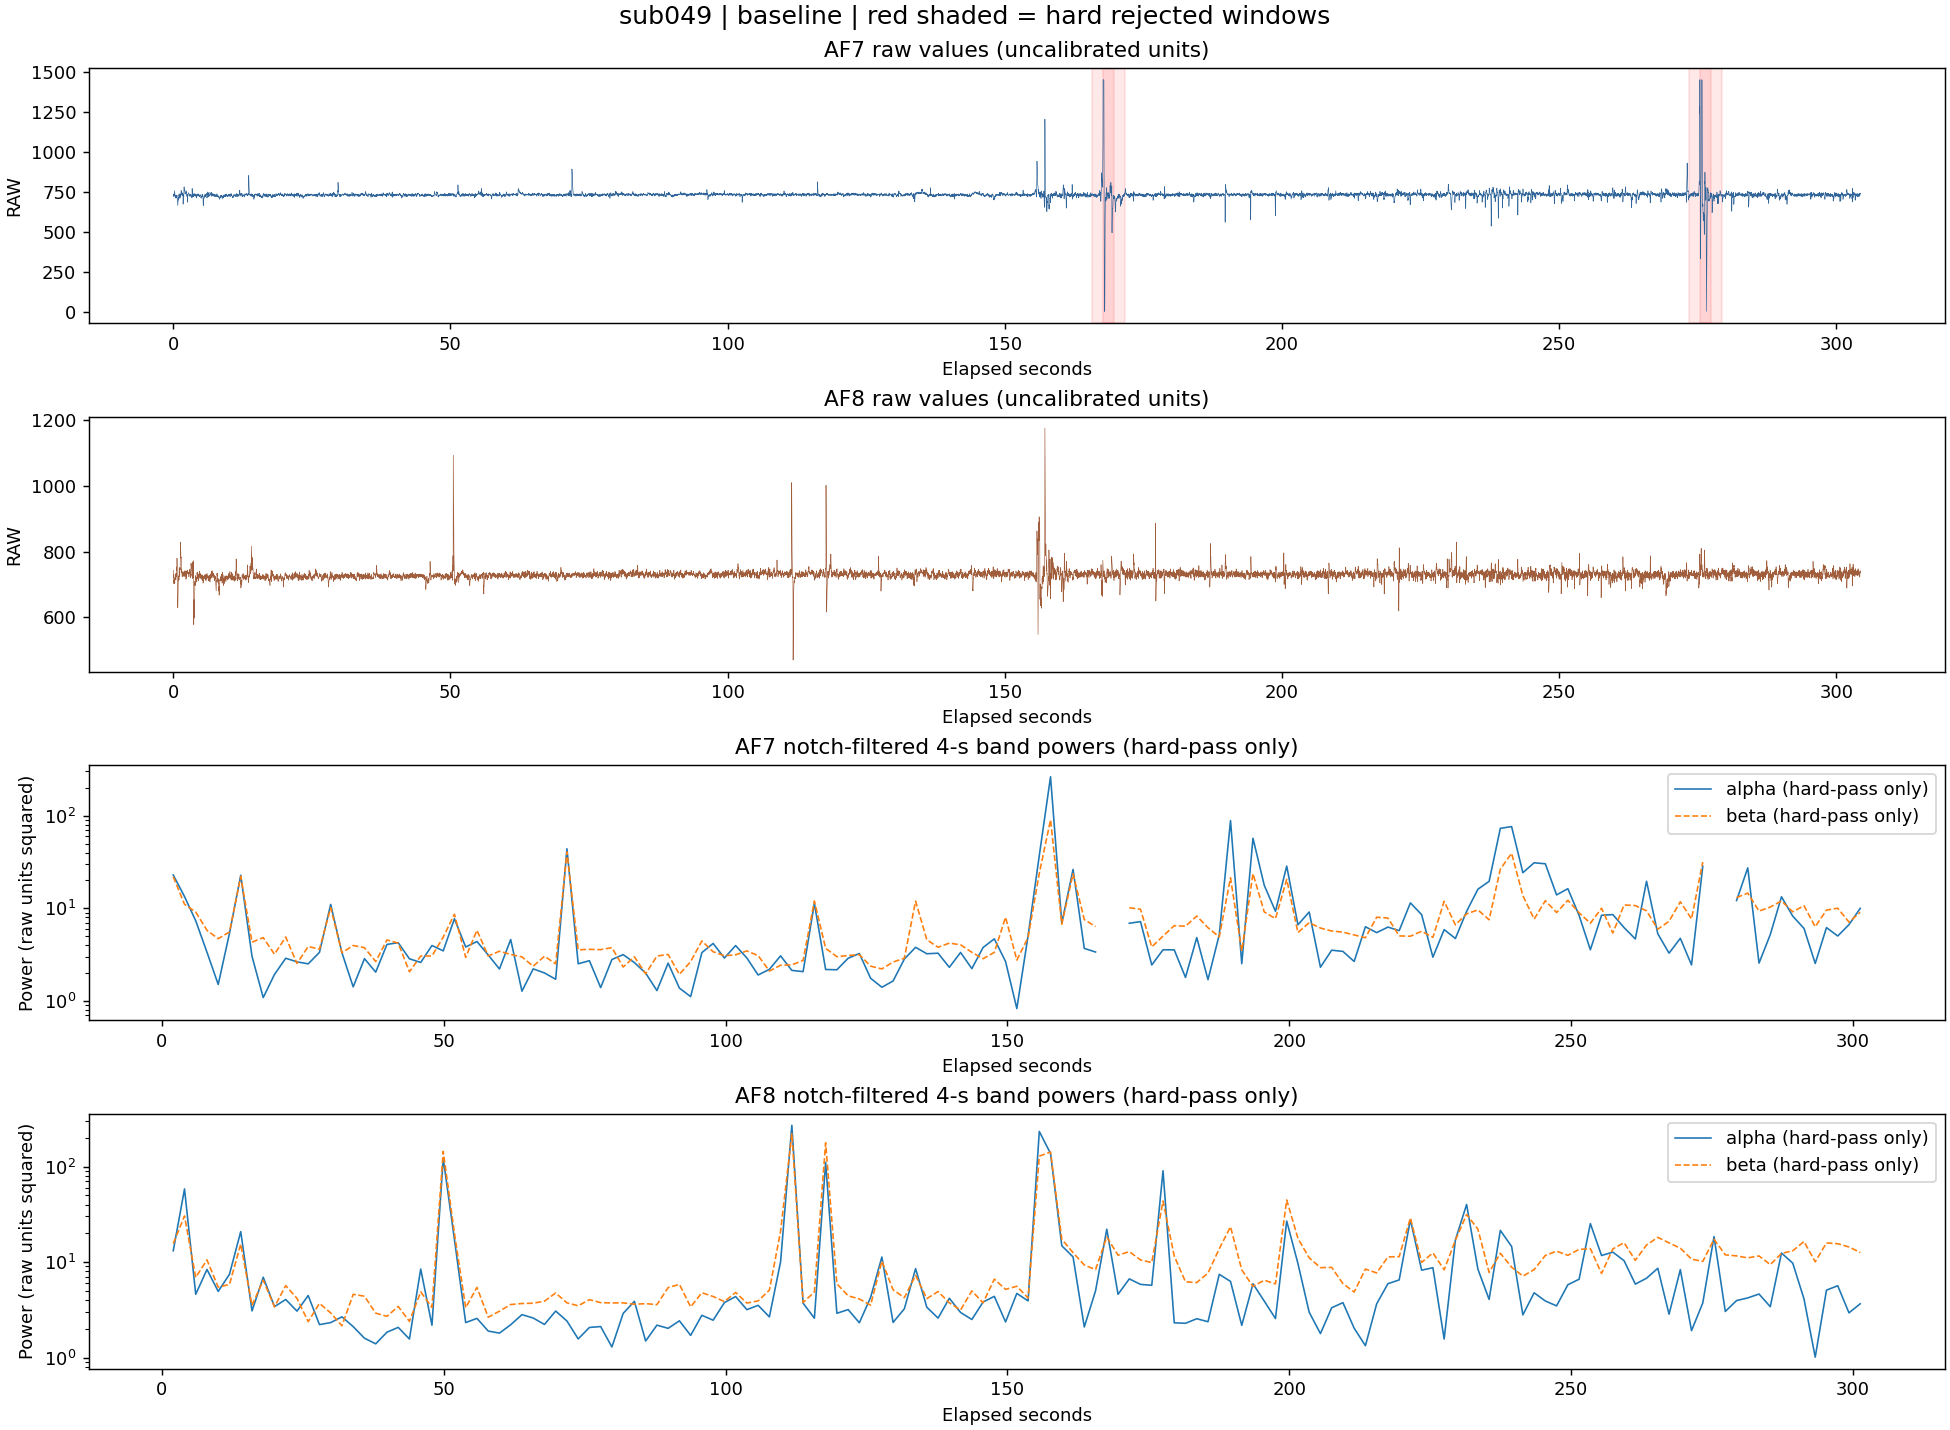 sub049 | baseline | red shaded = hard rejected windows
AF7 raw values (uncalibrated units)
RAW
1500
1250
1000
750
500
250
0
0 50 100 150 200 250 300
Elapsed seconds
AF8 raw values (uncalibrated units)
RAW
1200
1000
800
600
0 50 100 150 200 250 300
Elapsed seconds
AF7 notch-filtered 4-s band powers (hard-pass only)
Power (raw units squared)
10²
10¹
10⁰
alpha (hard-pass only)
beta (hard-pass only)
0 50 100 150 200 250 300
Elapsed seconds
AF8 notch-filtered 4-s band powers (hard-pass only)
Power (raw units squared)
10²
10¹
10⁰
alpha (hard-pass only)
beta (hard-pass only)
0 50 100 150 200 250 300
Elapsed seconds